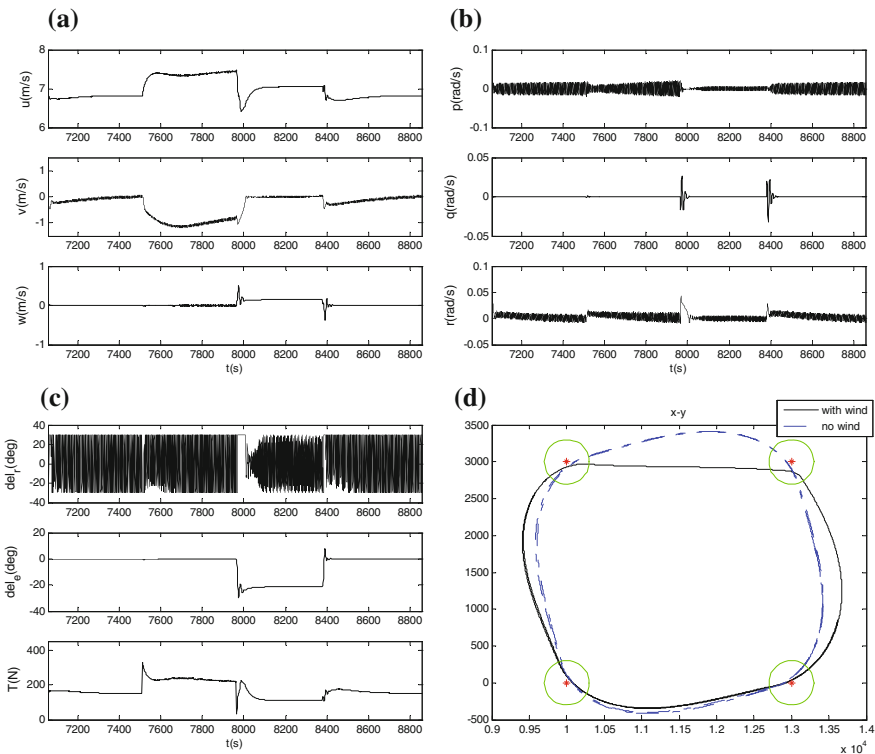 (a)
8
7
6
u(m/s)
7200 7400 7600 7800 8000 8200 8400 8600 8800
1
0
-1
v(m/s)
7200 7400 7600 7800 8000 8200 8400 8600 8800
1
0
-1
w(m/s)
7200 7400 7600 7800 8000 8200 8400 8600 8800
t(s)
(b)
0.1
0
-0.1
p(rad/s)
7200 7400 7600 7800 8000 8200 8400 8600 8800
0.05
0
-0.05
q(rad/s)
7200 7400 7600 7800 8000 8200 8400 8600 8800
0.1
0.05
0
-0.05
r(rad/s)
7200 7400 7600 7800 8000 8200 8400 8600 8800
t(s)
(c)
40
20
0
-20
-40
del_r(deg)
7200 7400 7600 7800 8000 8200 8400 8600 8800
20
0
-20
-40
del_e(deg)
7200 7400 7600 7800 8000 8200 8400 8600 8800
400
200
0
T(N)
7200 7400 7600 7800 8000 8200 8400 8600 8800
t(s)
(d)
x-y
with wind
no wind
3500
3000
2500
2000
1500
1000
500
0
-500
0.9 0.95 1 1.05 1.1 1.15 1.2 1.25 1.3 1.35 1.4
x 10^4